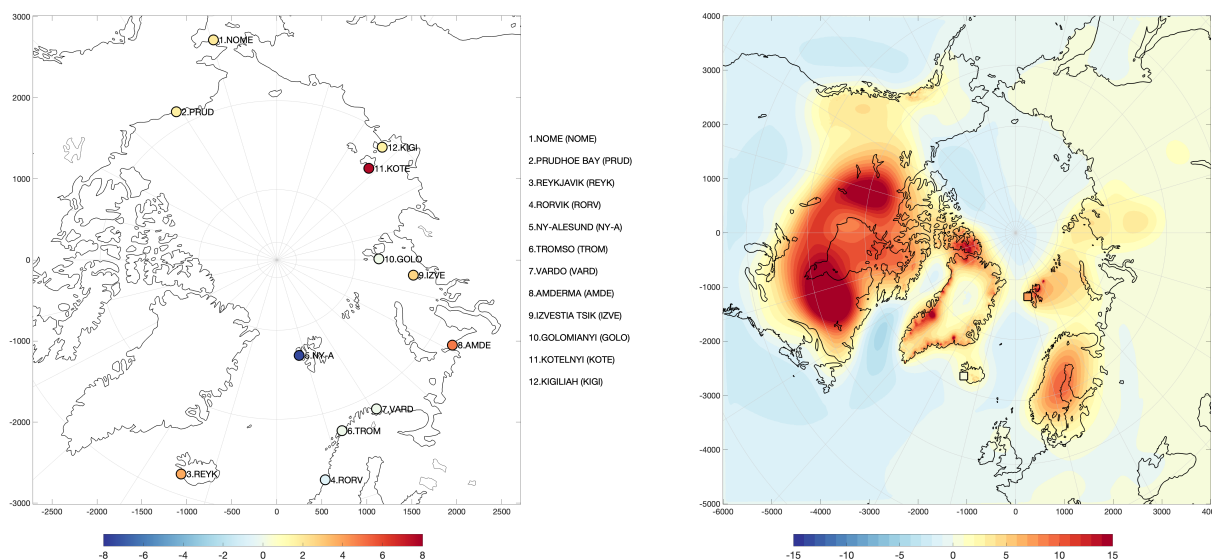 3000
2000
1000
0
-1000
-2000
-3000
-2500 -2000 -1500 -1000 -500 0 500 1000 1500 2000 2500
1.NOME
2.PRUD
12.KIGI
11.KOTE
10.GOLO
9.IZVE
8.AMDE
5.NY-A
7.VARD
6.TROM
3.REYK
4.RORV
-8 -6 -4 -2 0 2 4 6 8
1.NOME (NOME)
2.PRUDHOE BAY (PRUD)
3.REYKJAVIK (REYK)
4.RORVIK (RORV)
5.NY-ALESUND (NY-A)
6.TROMSO (TROM)
7.VARDO (VARD)
8.AMDERMA (AMDE)
9.IZVESTIA TSIK (IZVE)
10.GOLOMIANYI (GOLO)
11.KOTELNYI (KOTE)
12.KIGILIAH (KIGI)
4000
3000
2000
1000
0
-1000
-2000
-3000
-4000
-5000
-6000 -5000 -4000 -3000 -2000 -1000 0 1000 2000 3000 4000
-15 -10 -5 0 5 10 15